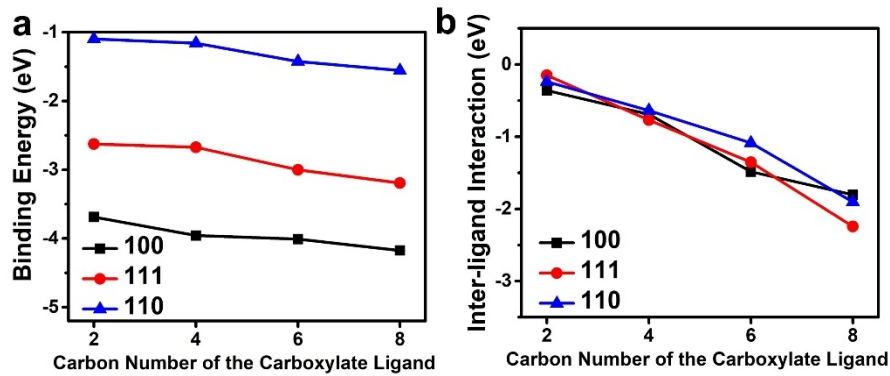 a
Binding Energy (eV)
-1
-2
-3
-4
-5
100
111
110
2 4 6 8
Carbon Number of the Carboxylate Ligand
b
Inter-ligand Interaction (eV)
0
-1
-2
-3
100
111
110
2 4 6 8
Carbon Number of the Carboxylate Ligand